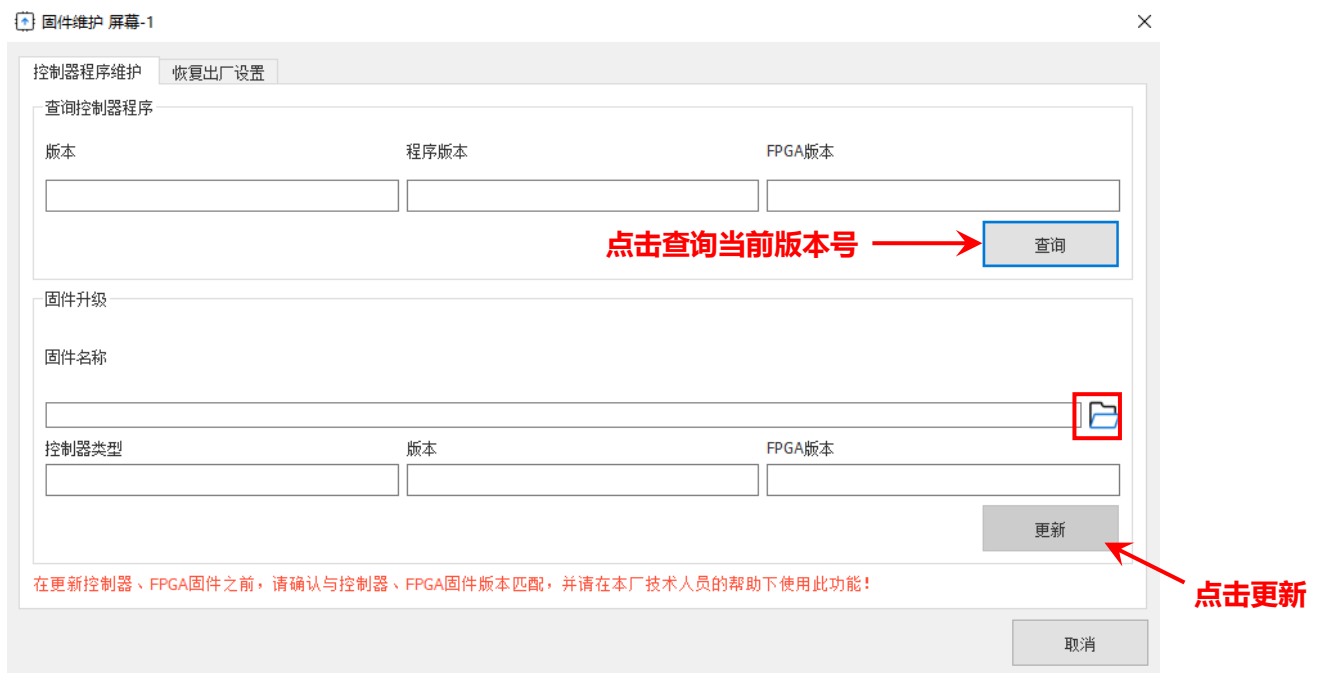 固件维护 屏幕-1
控制器程序维护 恢复出厂设置
查询控制器程序
版本 程序版本 FPGA版本
点击查询当前版本号 查询
固件升级
固件名称
控制器类型 版本 FPGA版本
更新
在更新控制器、FPGA固件之前，请确认与控制器、FPGA固件版本匹配，并请在本厂技术人员的帮助下使用此功能！
点击更新
取消